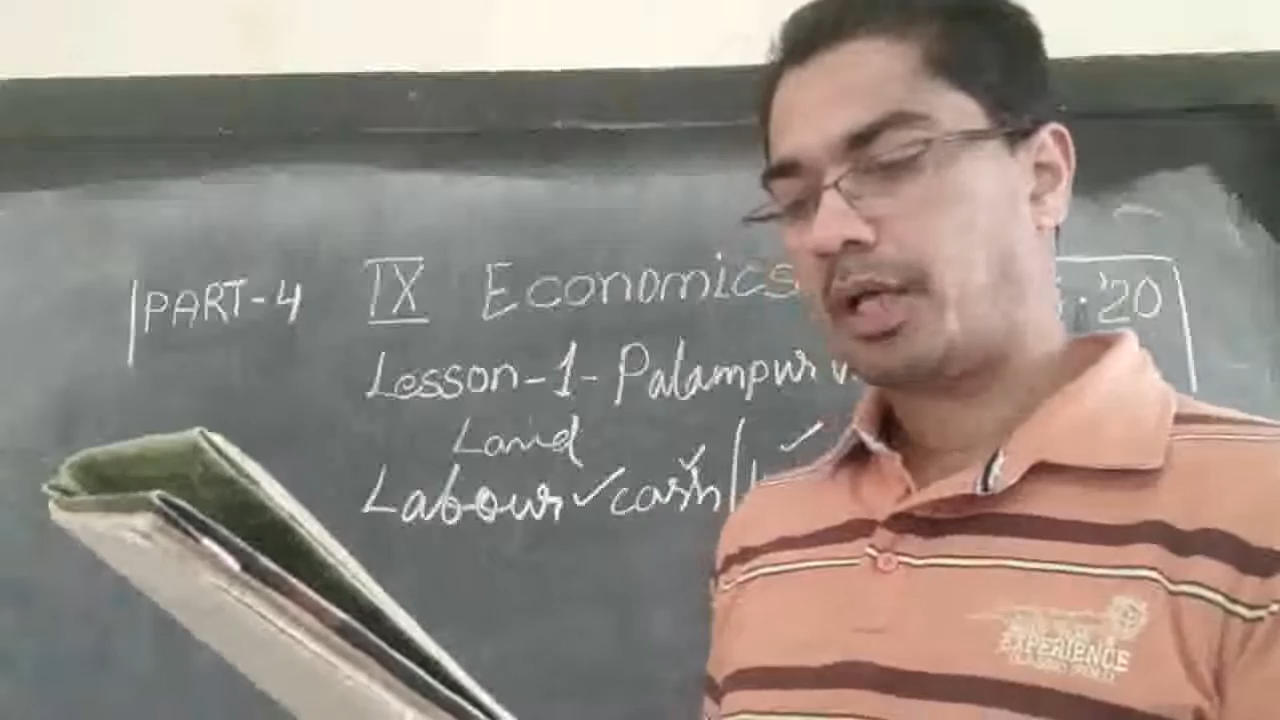 PART-4 IX Economics '20
Lesson-1-Palampur
Land
Labour ✓ cash/
EXPERIENCE